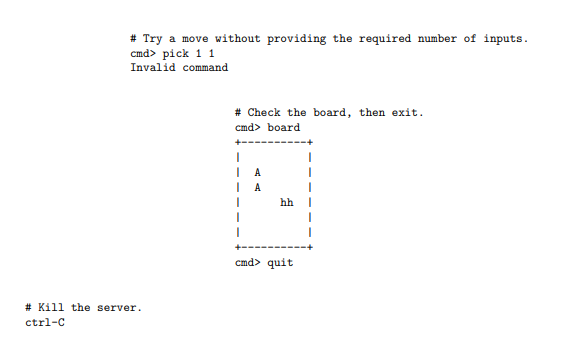 # Try a move without providing the required number of inputs.
cmd> pick 1 1
Invalid command
# Check the board, then exit.
cmd> board
+----------+
|          |
|  A       |
|  A       |
|     hh   |
|          |
|          |
+----------+
cmd> quit
# Kill the server.
ctrl-C